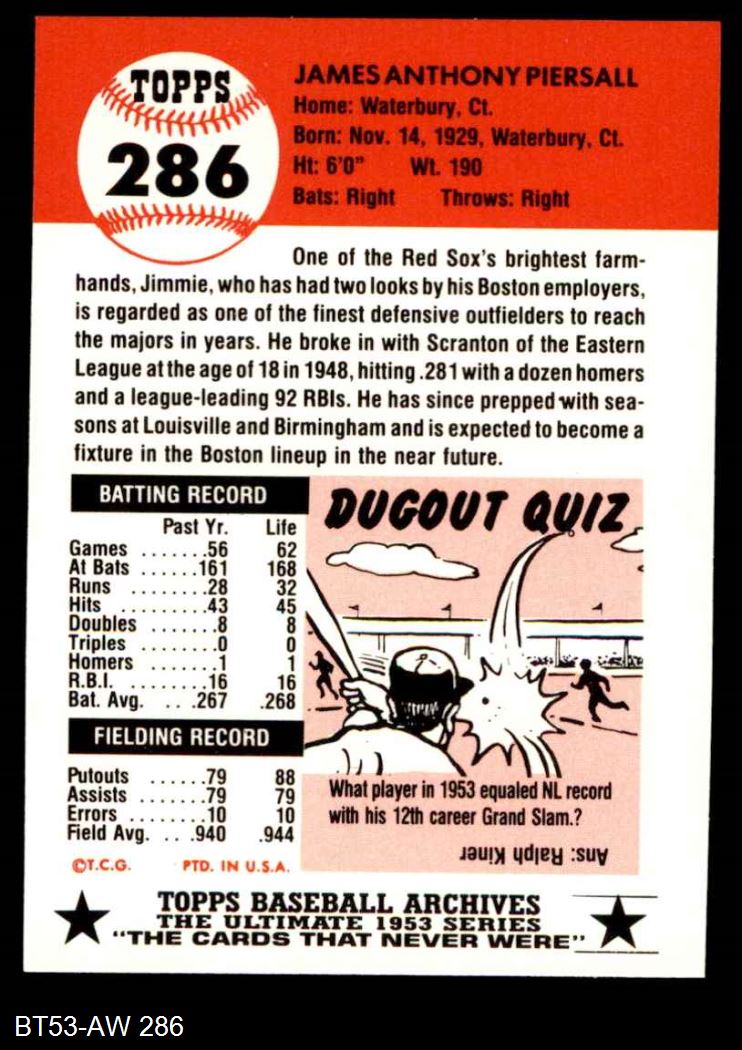 TOPPS
286
JAMES ANTHONY PIERSALL
Home: Waterbury, Ct.
Born: Nov. 14, 1929, Waterbury, Ct.
Ht: 6'0" Wt. 190
Bats: Right Throws: Right
One of the Red Sox's brightest farm-
hands, Jimmie, who has had two looks by his Boston employers,
is regarded as one of the finest defensive outfielders to reach
the majors in years. He broke in with Scranton of the Eastern
League at the age of 18 in 1948, hitting .281 with a dozen homers
and a league-leading 92 RBIs. He has since prepped with sea-
sons at Louisville and Birmingham and is expected to become a
fixture in the Boston lineup in the near future.
BATTING RECORD
Past Yr. Life
Games .......56 62
At Bats ......161 168
Runs .......28 32
Hits ........43 45
Doubles .......8 8
Triples .......0 0
Homers .......1 1
R.B.I. .......16 16
Bat. Avg. ....267 .268
FIELDING RECORD
Putouts ......79 88
Assists .......79 79
Errors .......10 10
Field Avg. ....940 .944
©T.C.G. PTD. IN U.S.A.
DUGOUT QUIZ
What player in 1953 equaled NL record
with his 12th career Grand Slam.?
Ans: Ralph Kiner
TOPPS BASEBALL ARCHIVES
THE ULTIMATE 1953 SERIES
"THE CARDS THAT NEVER WERE"
BT53-AW 286